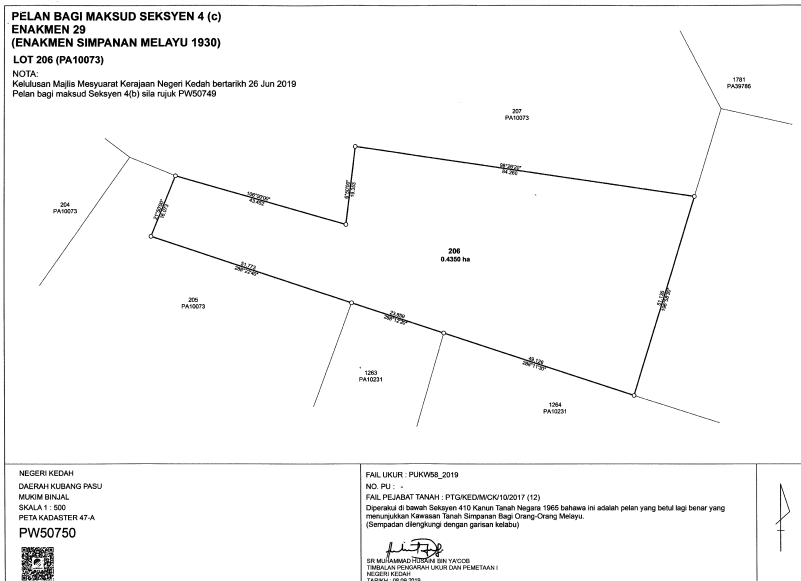 PELAN BAGI MAKSUD SEKSYEN 4 (c)
ENAKMEN 29
(ENAKMEN SIMPANAN MELAYU 1930)
LOT 206 (PA10073)
NOTA:
Kelulusan Majlis Mesyuarat Kerajaan Negeri Kedah bertarikh 26 Jun 2019
Pelan bagi maksud Seksyen 4(b) sila rujuk PW50749
1781
PA39786
207
PA10073
204
PA10073
206
0.4350 ha
205
PA10073
1263
PA10231
1264
PA10231
NEGERI KEDAH
DAERAH KUBANG PASU
MUKIM BINJAL
SKALA 1 : 500
PETA KADASTER 47-A
PW50750
FAIL UKUR : PUKW58_2019
NO. PU : -
FAIL PEJABAT TANAH : PTG/KED/M/CK/10/2017 (12)
Diperakui di bawah Seksyen 410 Kanun Tanah Negara 1965 bahawa ini adalah pelan yang betul lagi benar yang
menunjukkan Kawasan Tanah Simpanan Bagi Orang-Orang Melayu.
(Sempadan dilengkungi dengan garisan kelabu)
SR MUHAMMAD HUSAINI BIN YA'COB
TIMBALAN PENGARAH UKUR DAN PEMETAAN I
NEGERI KEDAH